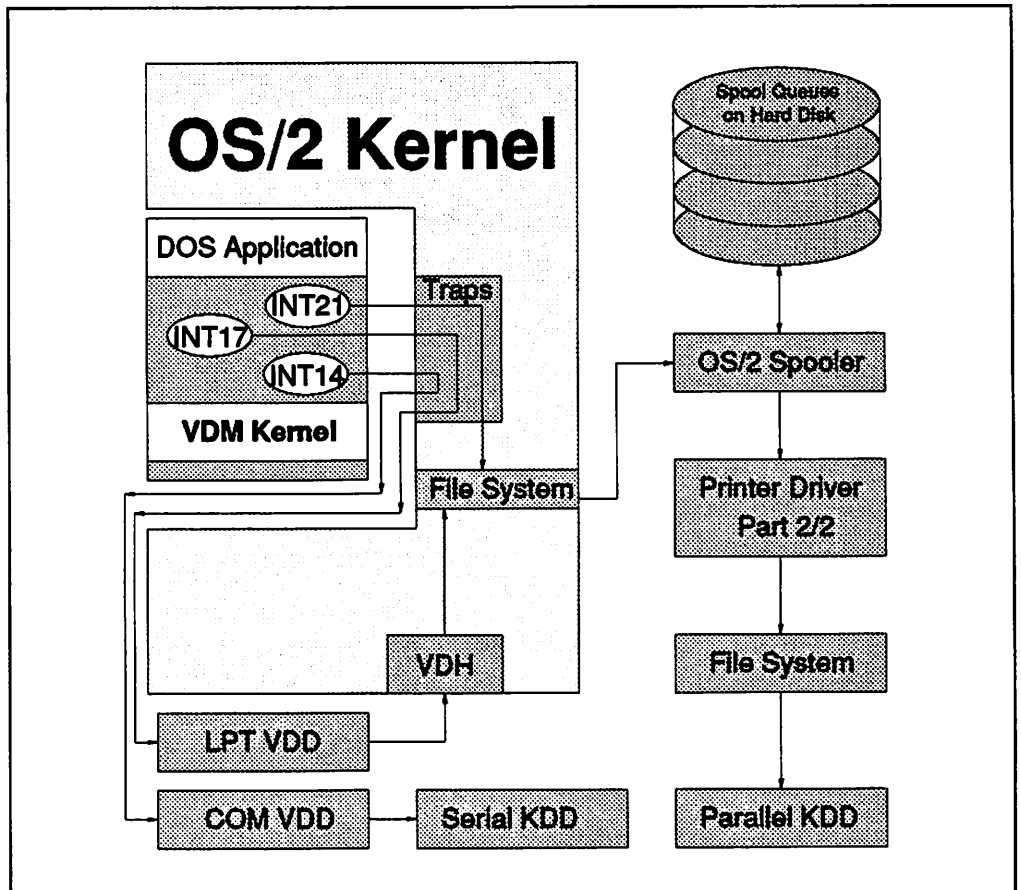 OS/2 Kernel
DOS Application
INT21
INT17
INT14
VDM Kernel
Traps
File System
VDH
LPT VDD
COM VDD
Serial KDD
Spool Queues
on Hard Disk
OS/2 Spooler
Printer Driver
Part 2/2
File System
Parallel KDD